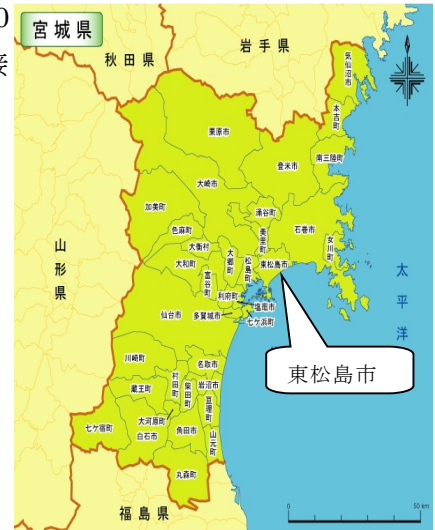 0
接
宮城県
岩手県
秋田県
気仙沼市
本吉町
南三陸町
栗原市
登米市
大崎市
加美町
涌谷町
石巻市
美里町
女川町
色麻町
大衡村
大郷町
松島町
東松島市
大和町
富谷町
利府町
塩竈市
仙台市
多賀城市
七ヶ浜町
山形県
太平洋
東松島市
川崎町
名取市
村田町
柴田町
岩沼市
蔵王町
亘理町
大河原町
七ヶ宿町
白石市
角田市
山元町
丸森町
福島県
0
50 km